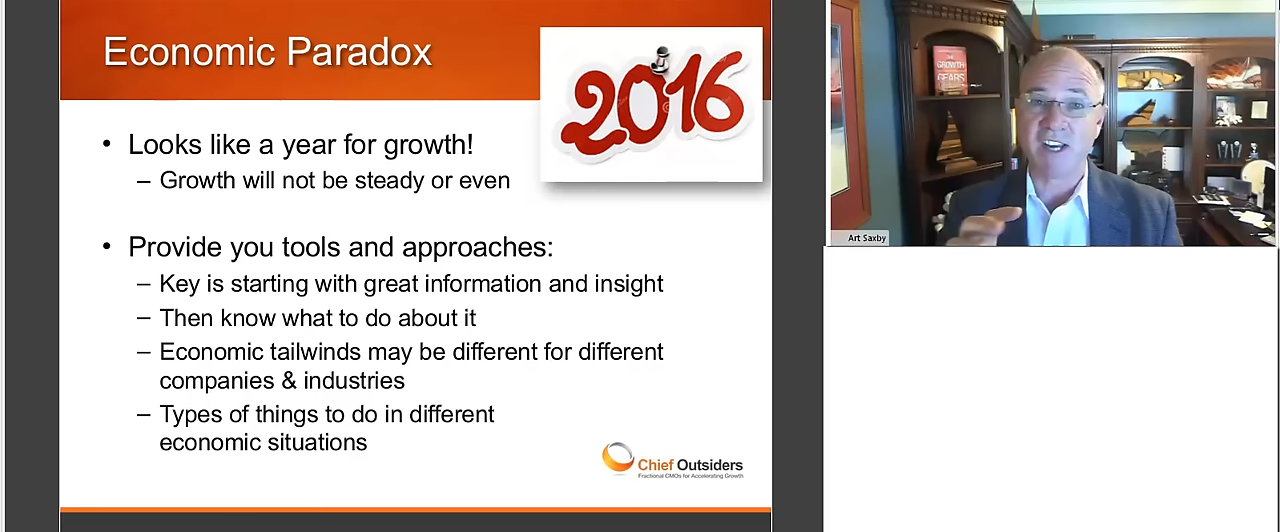 Economic Paradox
2016
• Looks like a year for growth!
– Growth will not be steady or even
• Provide you tools and approaches:
– Key is starting with great information and insight
– Then know what to do about it
– Economic tailwinds may be different for different
companies & industries
– Types of things to do in different
economic situations
Chief Outsiders
Fractional CMOs for Accelerating Growth
GROWTH
GEARS
Art Saxby